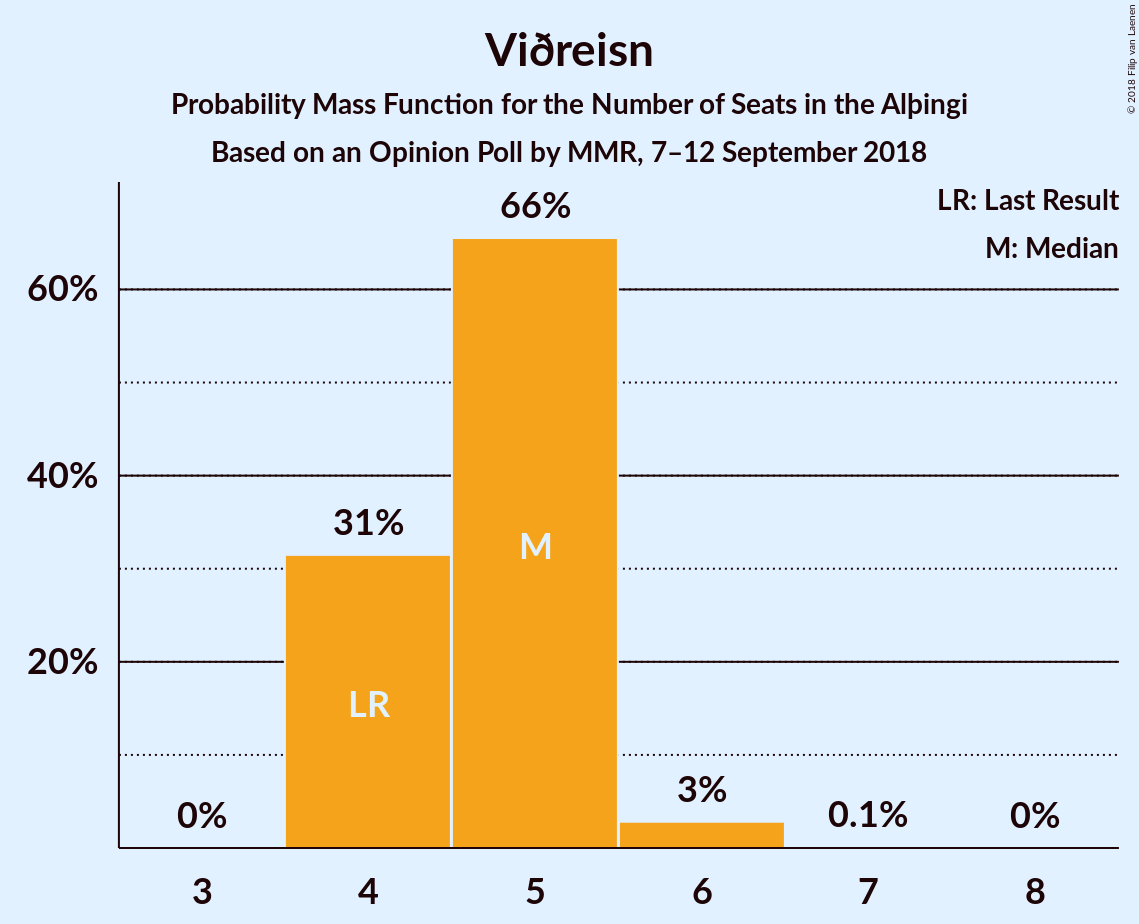 Viðreisn
Probability Mass Function for the Number of Seats in the Alþingi
Based on an Opinion Poll by MMR, 7–12 September 2018
© 2018 Filip van Laenen
LR: Last Result
M: Median
66%
60%
40%
31%
M
20%
LR
0%
3%
0.1%
0%
3
4
5
6
7
8